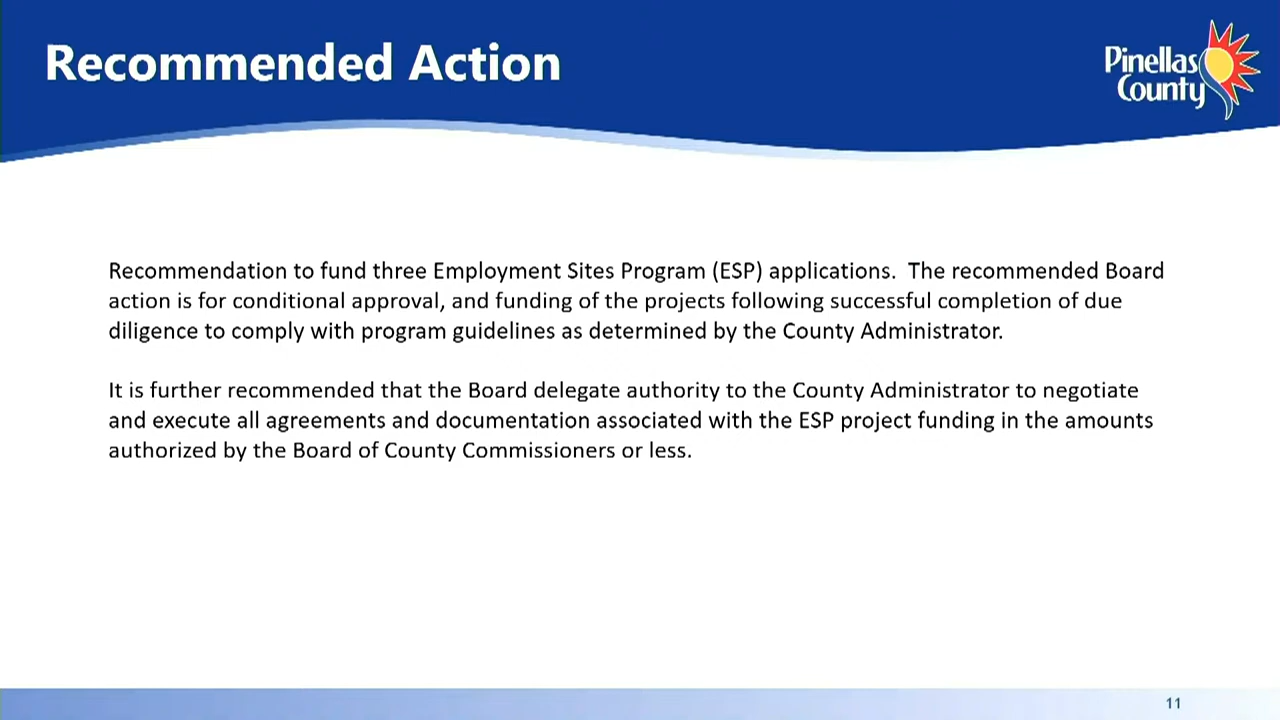 Recommended Action
Pinellas
County
Recommendation to fund three Employment Sites Program (ESP) applications.  The recommended Board
action is for conditional approval, and funding of the projects following successful completion of due
diligence to comply with program guidelines as determined by the County Administrator.
It is further recommended that the Board delegate authority to the County Administrator to negotiate
and execute all agreements and documentation associated with the ESP project funding in the amounts
authorized by the Board of County Commissioners or less.
11